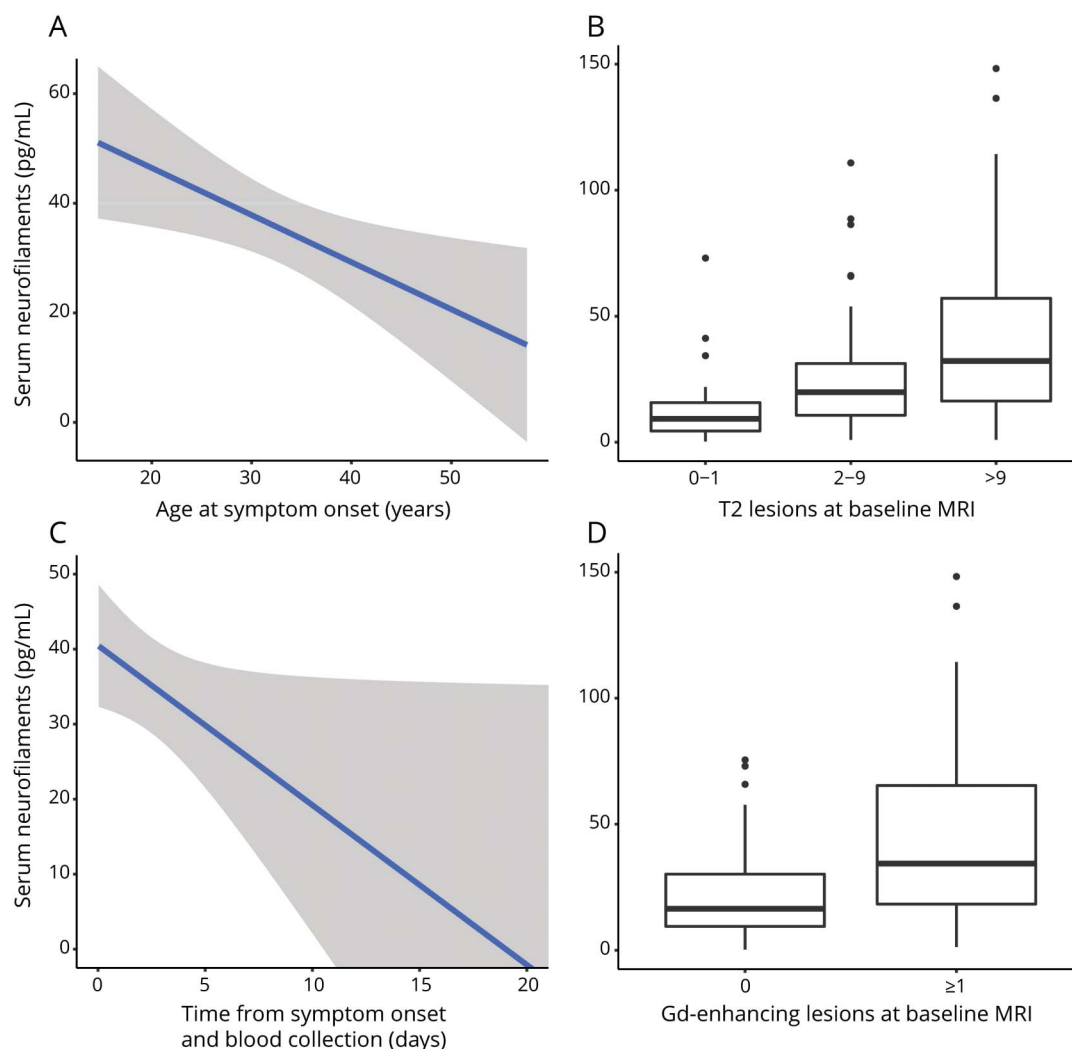 A
Serum neurofilaments (pg/mL)
60
40
20
0
20 30 40 50
Age at symptom onset (years)
B
150
100
50
0
0–1 2–9 >9
T2 lesions at baseline MRI
C
Serum neurofilaments (pg/mL)
50
40
30
20
10
0
0 5 10 15 20
Time from symptom onset
and blood collection (days)
D
150
100
50
0
0 ≥1
Gd-enhancing lesions at baseline MRI